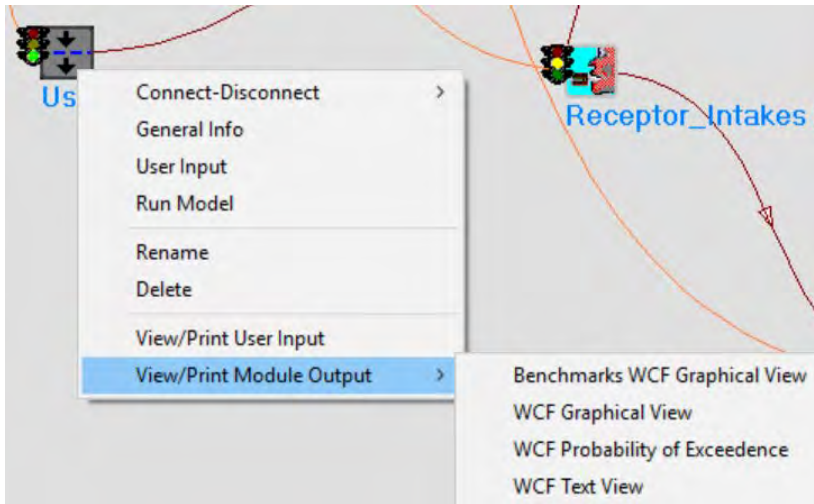 Us
Receptor_Intakes
Connect-Disconnect
General Info
User Input
Run Model
Rename
Delete
View/Print User Input
View/Print Module Output
Benchmarks WCF Graphical View
WCF Graphical View
WCF Probability of Exceedence
WCF Text View